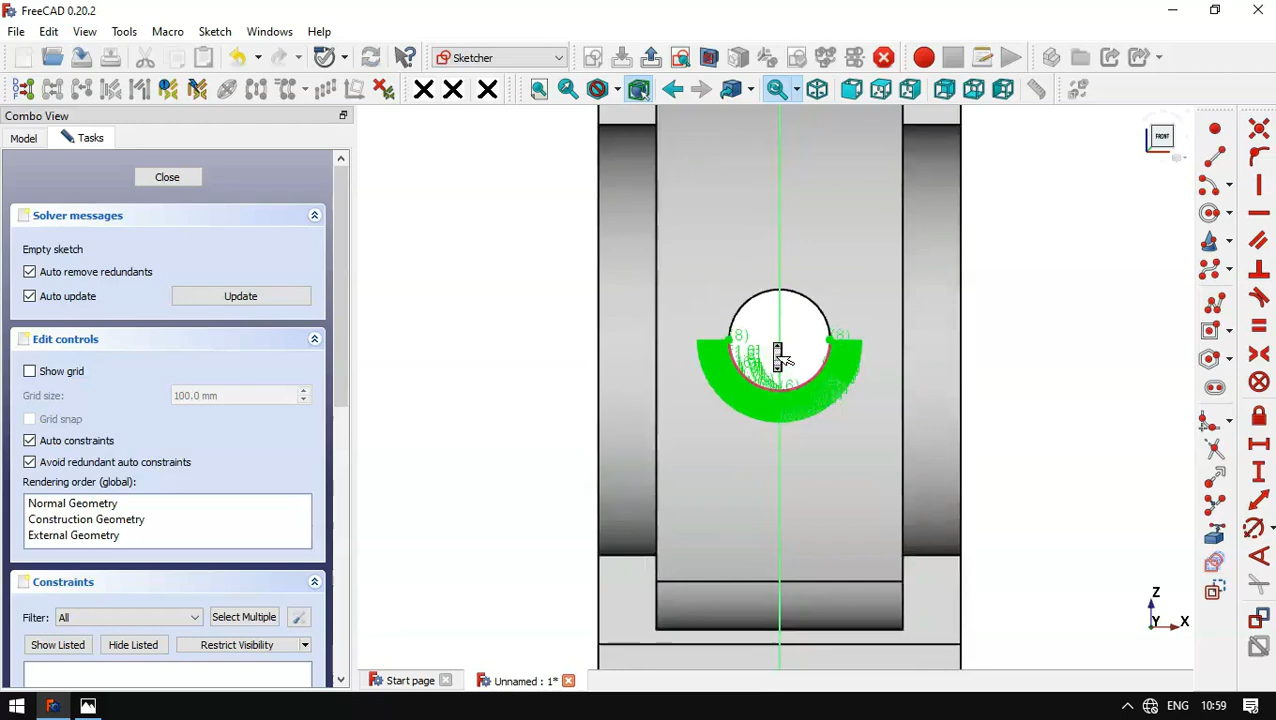 FreeCAD 0.20.2
File Edit View Tools Macro Sketch Windows Help
Sketcher
Combo View
Model Tasks
Close
Solver messages
Empty sketch
Auto remove redundants
Auto update Update
Edit controls
Show grid
Grid size: 100.0 mm
Grid snap
Auto constraints
Avoid redundant auto constraints
Rendering order (global):
Normal Geometry
Construction Geometry
External Geometry
Constraints
Filter: All Select Multiple
Show Listed Hide Listed Restrict Visibility
FRONT
Z
Y X
Start page Unnamed : 1*
ENG 10:59